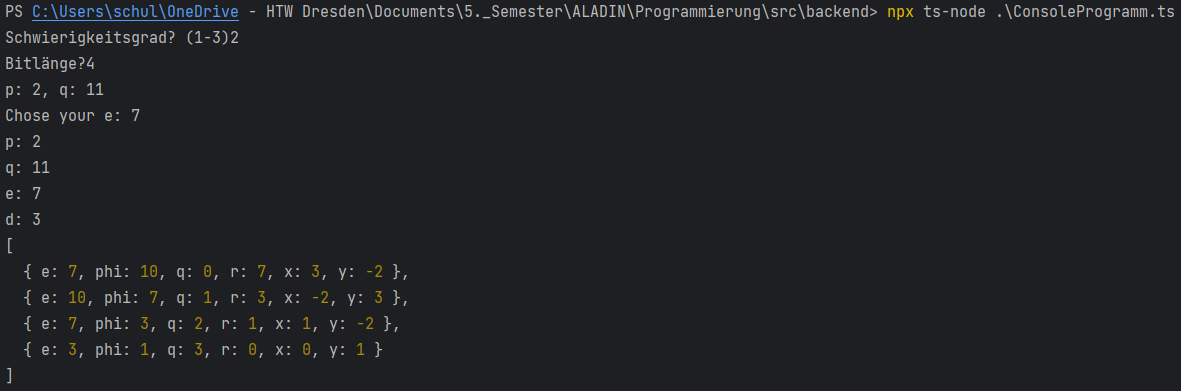 PS C:\Users\schul\OneDrive - HTW Dresden\Documents\5._Semester\ALADIN\Programmierung\src\backend> npx ts-node .\ConsoleProgramm.ts
Schwierigkeitsgrad? (1-3)2
Bitlänge?4
p: 2, q: 11
Chose your e: 7
p: 2
q: 11
e: 7
d: 3
[
  { e: 7, phi: 10, q: 0, r: 7, x: 3, y: -2 },
  { e: 10, phi: 7, q: 1, r: 3, x: -2, y: 3 },
  { e: 7, phi: 3, q: 2, r: 1, x: 1, y: -2 },
  { e: 3, phi: 1, q: 3, r: 0, x: 0, y: 1 }
]